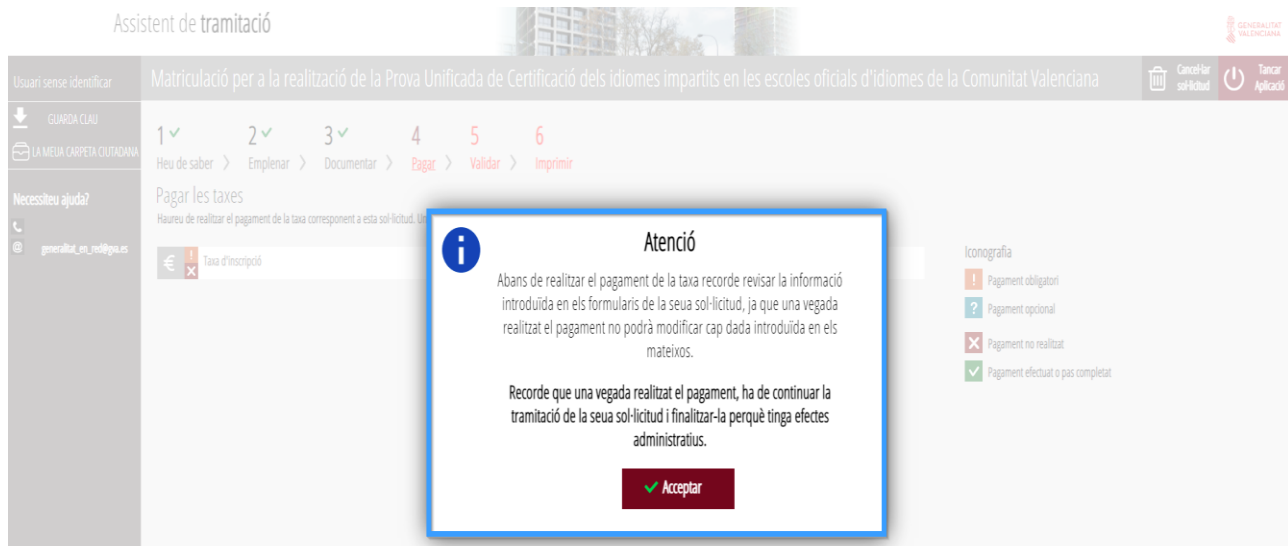 Assistent de tramitació
GENERALITAT
VALENCIANA
Usuari sense identificar
Matriculació per a la realització de la Prova Unificada de Certificació dels idiomes impartits en les escoles oficials d'idiomes de la Comunitat Valenciana
Cancel·lar
sol·licitud
Tancar
Aplicació
GUARDA CLAU
LA MEUA CARPETA CIUTADANA
1 2 3 4 5 6
Heu de saber > Emplenar > Documentar > Pagar > Validar > Imprimir
Necessiteu ajuda?
@ generalitat_en_red@gva.es
Pagar les taxes
Haureu de realitzar el pagament de la taxa corresponent a esta sol·licitud.
€ ! Taxa d'Inscripció
Atenció
Abans de realitzar el pagament de la taxa recorde revisar la informació
introduïda en els formularis de la seua sol·licitud, ja que una vegada
realitzat el pagament no podrà modificar cap dada introduïda en els
mateixos.
Recorde que una vegada realitzat el pagament, ha de continuar la
tramitació de la seua sol·licitud i finalitzar-la perquè tinga efectes
administratius.
Acceptar
Iconografia
! Pagament obligatori
? Pagament opcional
Pagament no realitzat
Pagament efectuat o pas completat